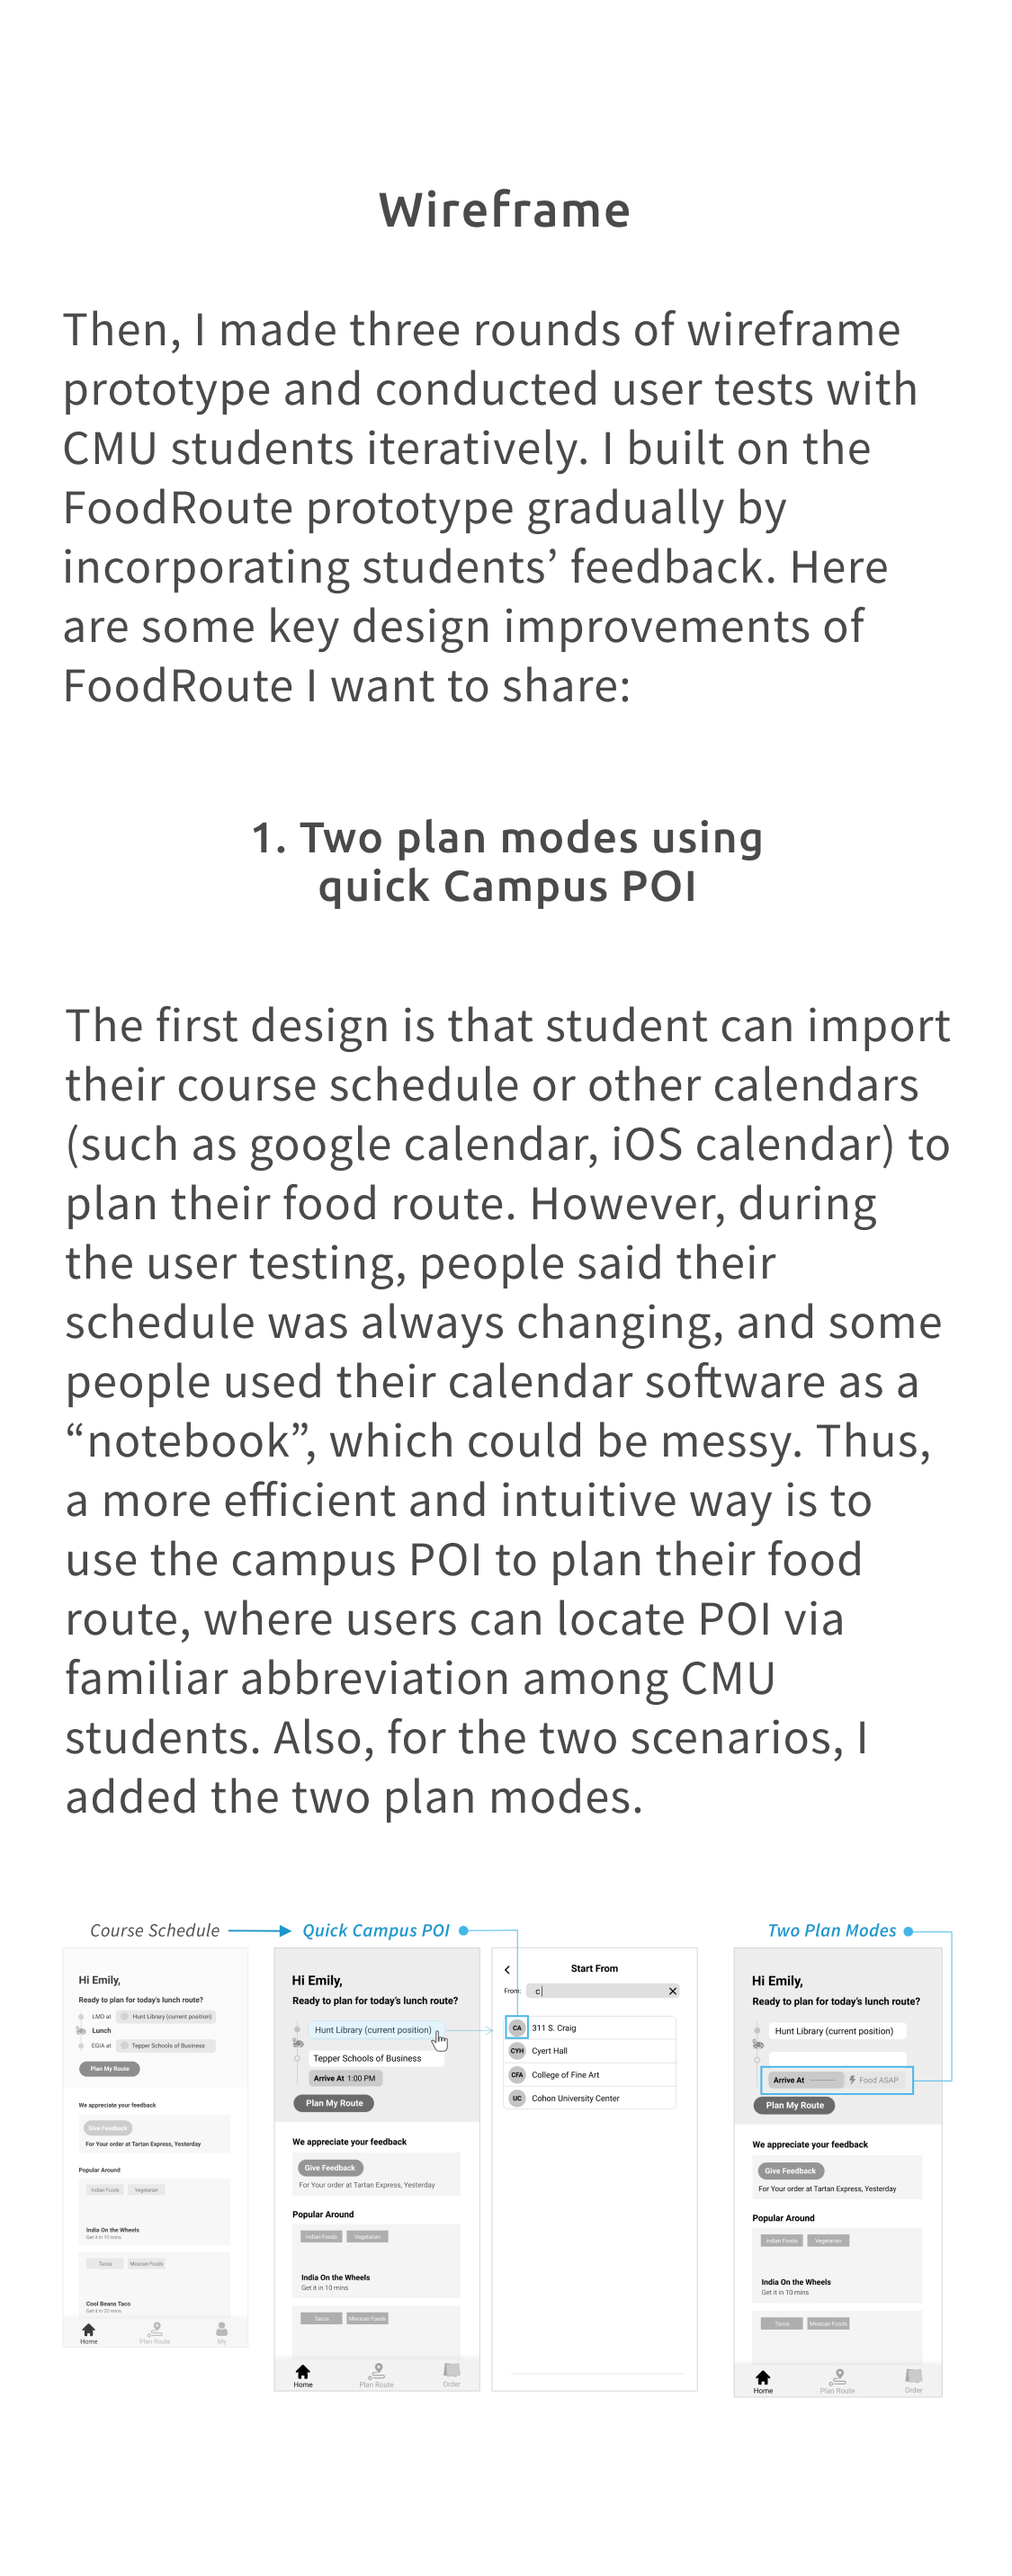 Wireframe
Then, I made three rounds of wireframe
prototype and conducted user tests with
CMU students iteratively. I built on the
FoodRoute prototype gradually by
incorporating students’ feedback. Here
are some key design improvements of
FoodRoute I want to share:
1. Two plan modes using
quick Campus POI
The first design is that student can import
their course schedule or other calendars
(such as google calendar, iOS calendar) to
plan their food route. However, during
the user testing, people said their
schedule was always changing, and some
people used their calendar software as a
“notebook”, which could be messy. Thus,
a more efficient and intuitive way is to
use the campus POI to plan their food
route, where users can locate POI via
familiar abbreviation among CMU
students. Also, for the two scenarios, I
added the two plan modes.
Course Schedule
Quick Campus POI
Two Plan Modes
Hi Emily,
Ready to plan for today’s lunch route?
LMD at Hunt Library (current position)
Lunch
EGIA at Tepper Schools of Business
Plan My Route
We appreciate your feedback
Give Feedback
For Your order at Tartan Express, Yesterday
Popular Around
Indian Foods Vegetarian
India On the Wheels
Get it in 10 mins
Tacos Mexican Foods
Cool Beans Taco
Get it in 20 mins
Home Plan Route My
Hi Emily,
Ready to plan for today’s lunch route?
Hunt Library (current position)
Tepper Schools of Business
Arrive At 1:00 PM
Plan My Route
We appreciate your feedback
Give Feedback
For Your order at Tartan Express, Yesterday
Popular Around
Indian Foods Vegetarian
India On the Wheels
Get it in 10 mins
Tacos Mexican Foods
Home Plan Route Order
Start From
From: c
CA 311 S. Craig
CYH Cyert Hall
CFA College of Fine Art
UC Cohon University Center
Hi Emily,
Ready to plan for today’s lunch route?
Hunt Library (current position)
Arrive At Food ASAP
Plan My Route
We appreciate your feedback
Give Feedback
For Your order at Tartan Express, Yesterday
Popular Around
Indian Foods Vegetarian
India On the Wheels
Get it in 10 mins
Tacos Mexican Foods
Home Plan Route Order